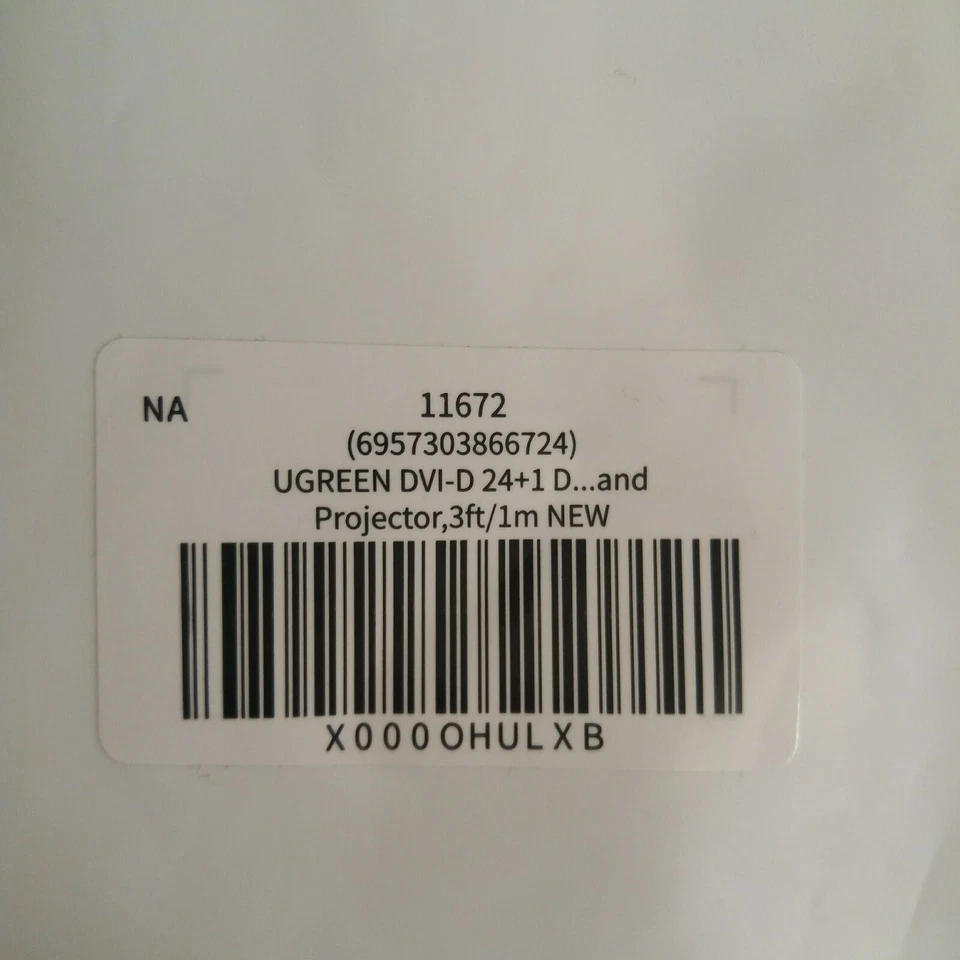 NA
11672
(6957303866724)
UGREEN DVI-D 24+1 D...and
Projector,3ft/1m NEW
X000OHULXB